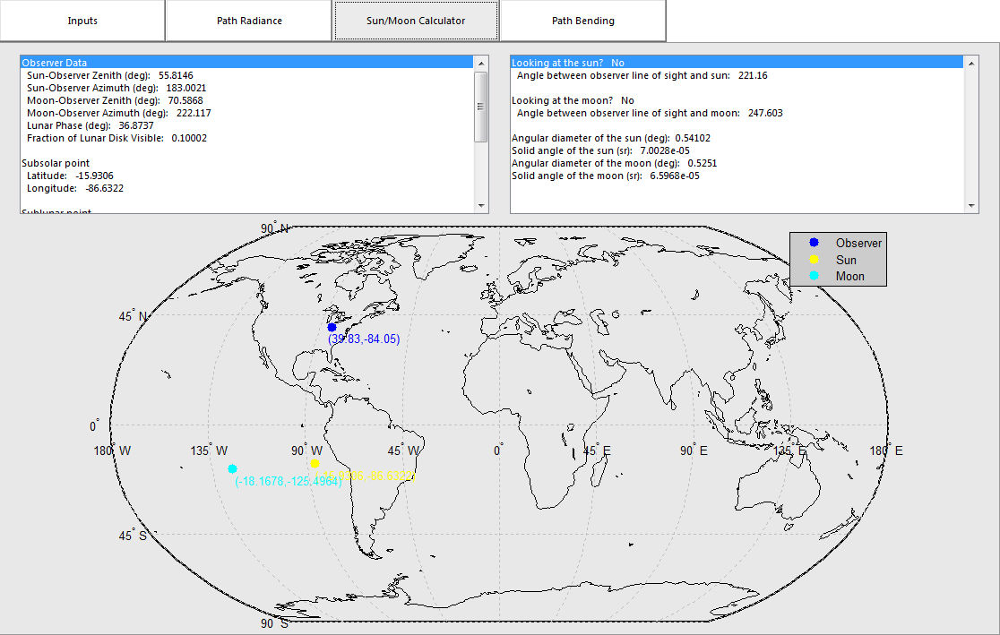 Inputs
Path Radiance
Sun/Moon Calculator
Path Bending
Observer Data
Sun-Observer Zenith (deg): 55.8146
Sun-Observer Azimuth (deg): 183.0021
Moon-Observer Zenith (deg): 70.5868
Moon-Observer Azimuth (deg): 222.117
Lunar Phase (deg): 36.8737
Fraction of Lunar Disk Visible: 0.10002
Subsolar point
Latitude: -15.9306
Longitude: -86.6322
Sublunar point
Looking at the sun? No
Angle between observer line of sight and sun: 221.16
Looking at the moon? No
Angle between observer line of sight and moon: 247.603
Angular diameter of the sun (deg): 0.54102
Solid angle of the sun (sr): 7.0028e-05
Angular diameter of the moon (deg): 0.5251
Solid angle of the moon (sr): 6.5968e-05
90° N
Observer
Sun
Moon
45° N
(39.83,-84.05)
0°
180° W
135° W
90° W
45° W
0°
45° E
90° E
135° E
180° E
(-18.1678,-125.4964)
45° S
90° S